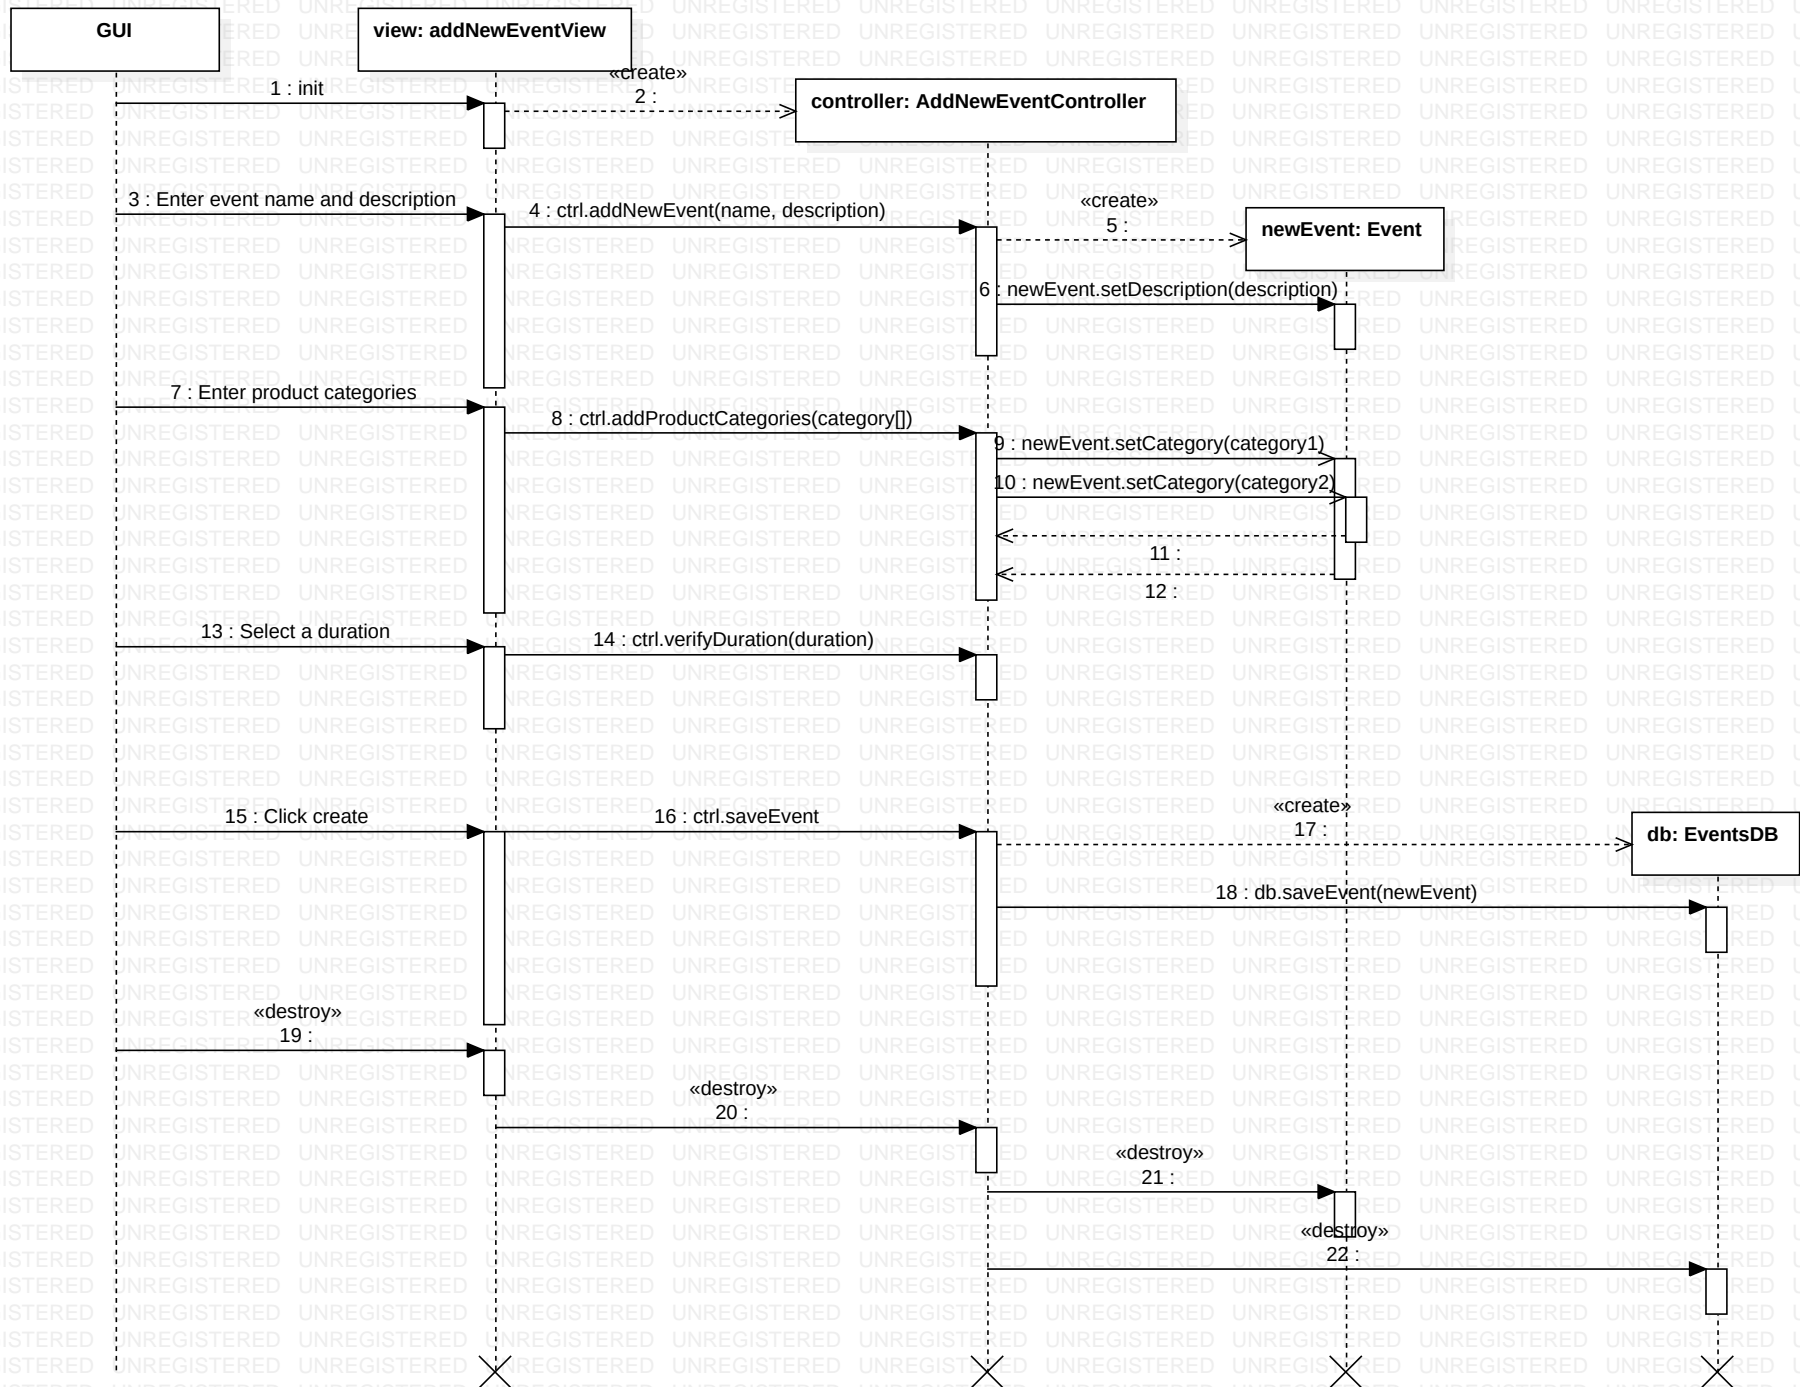 GUI
view: addNewEventView
«create»
1 : init
2 :
controller: AddNewEventController
3 : Enter event name and description
4 : ctrl.addNewEvent(name, description)
«create»
5 :
newEvent: Event
6 : newEvent.setDescription(description)
7 : Enter product categories
8 : ctrl.addProductCategories(category[])
9 : newEvent.setCategory(category1)
10 : newEvent.setCategory(category2)
11 :
12 :
13 : Select a duration
14 : ctrl.verifyDuration(duration)
15 : Click create
16 : ctrl.saveEvent
«create»
17 :
db: EventsDB
18 : db.saveEvent(newEvent)
«destroy»
19 :
«destroy»
20 :
«destroy»
21 :
«destroy»
22 :
UNREGISTERED